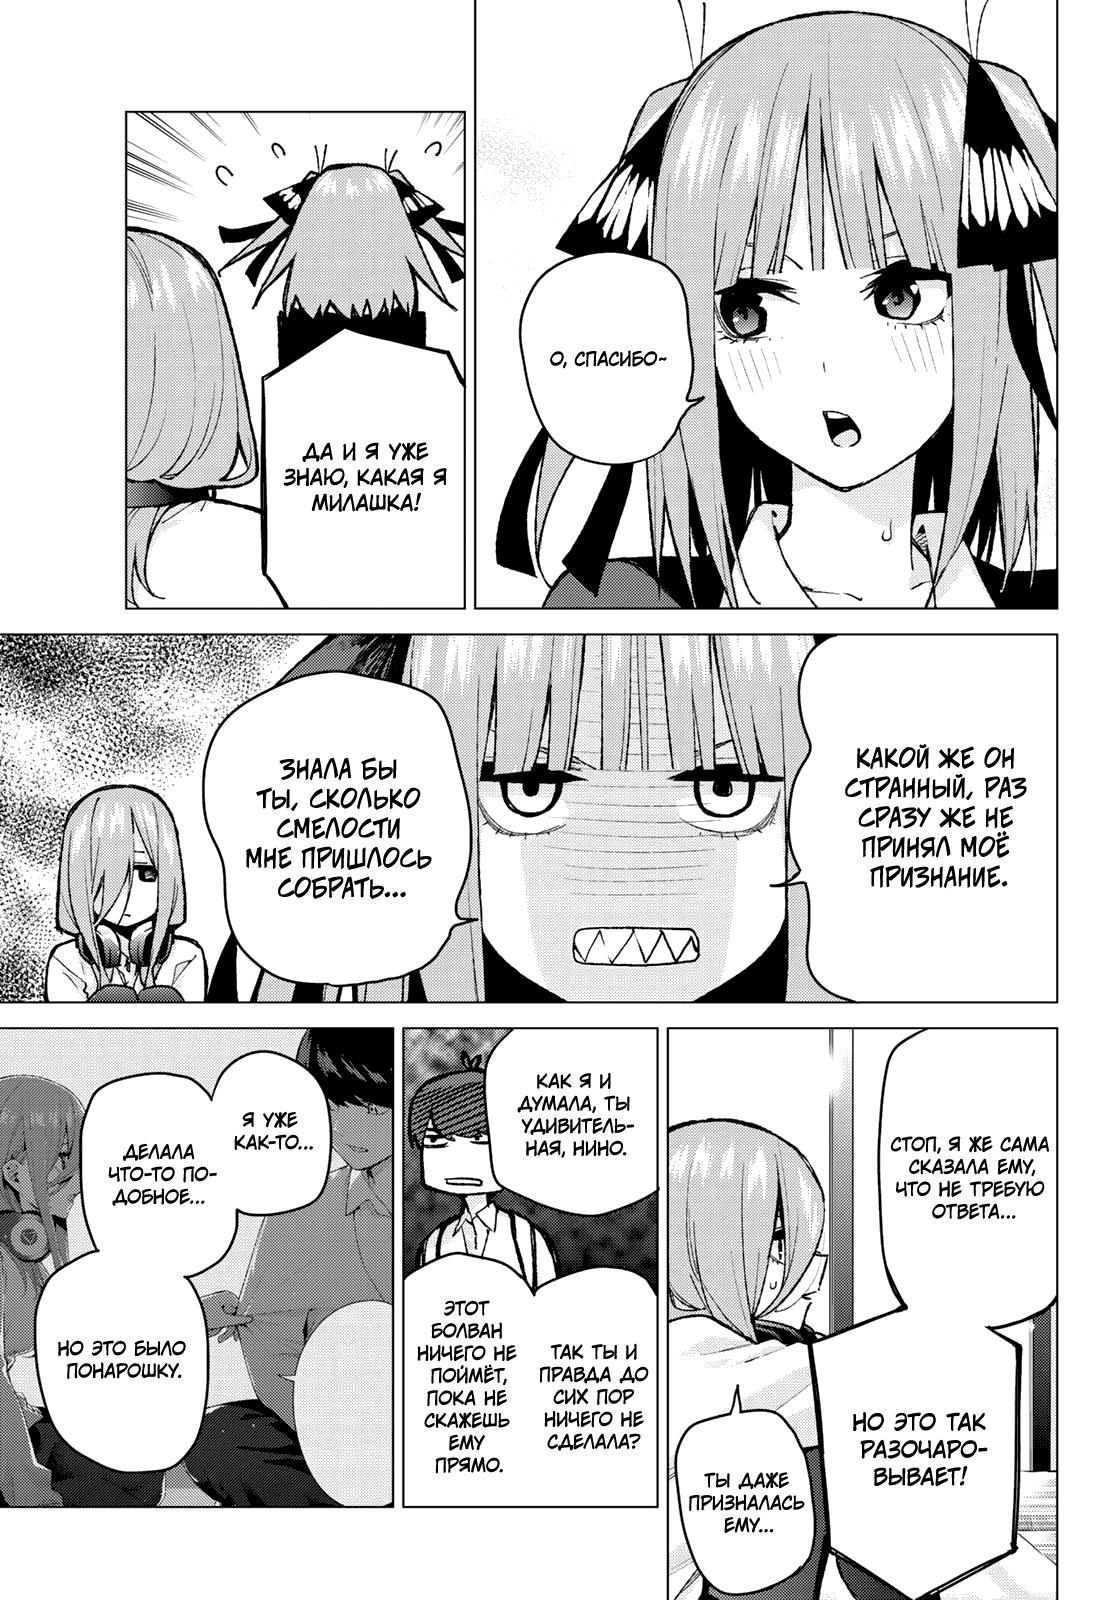 О, СПАСИБО~
ДА И Я УЖЕ
ЗНАЮ, КАКАЯ Я
МИЛАШКА!
КАКОЙ ЖЕ ОН
СТРАННЫЙ, РАЗ
СРАЗУ ЖЕ НЕ
ПРИНЯЛ МОЁ
ПРИЗНАНИЕ.
ЗНАЛА БЫ
ТЫ, СКОЛЬКО
СМЕЛОСТИ
МНЕ ПРИШЛОСЬ
СОБРАТЬ...
СТОП, Я ЖЕ САМА
СКАЗАЛА ЕМУ,
ЧТО НЕ ТРЕБУЮ
ОТВЕТА...
НО ЭТО ТАК
РАЗОЧАРО-
ВЫВАЕТ!
ТЫ ДАЖЕ
ПРИЗНАЛАСЬ
ЕМУ...
КАК Я И
ДУМАЛА, ТЫ
УДИВИТЕЛЬ-
НАЯ, НИНО.
ТАК ТЫ И
ПРАВДА ДО
СИХ ПОР
НИЧЕГО НЕ
СДЕЛАЛА?
ЭТОТ
БОЛВАН
НИЧЕГО НЕ
ПОЙМЁТ,
ПОКА НЕ
СКАЖЕШЬ
ЕМУ
ПРЯМО.
Я УЖЕ
КАК-ТО...
ДЕЛАЛА
ЧТО-ТО ПО-
ДОБНОЕ...
НО ЭТО БЫЛО
ПОНАРОШКУ.